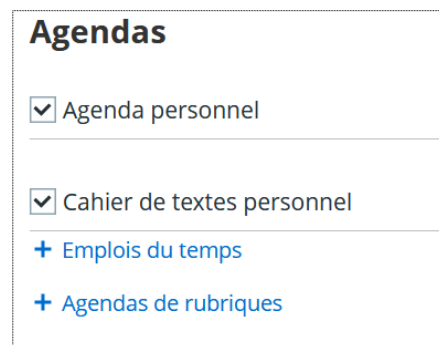 Agendas
Agenda personnel
Cahier de textes personnel
+ Emplois du temps
+ Agendas de rubriques